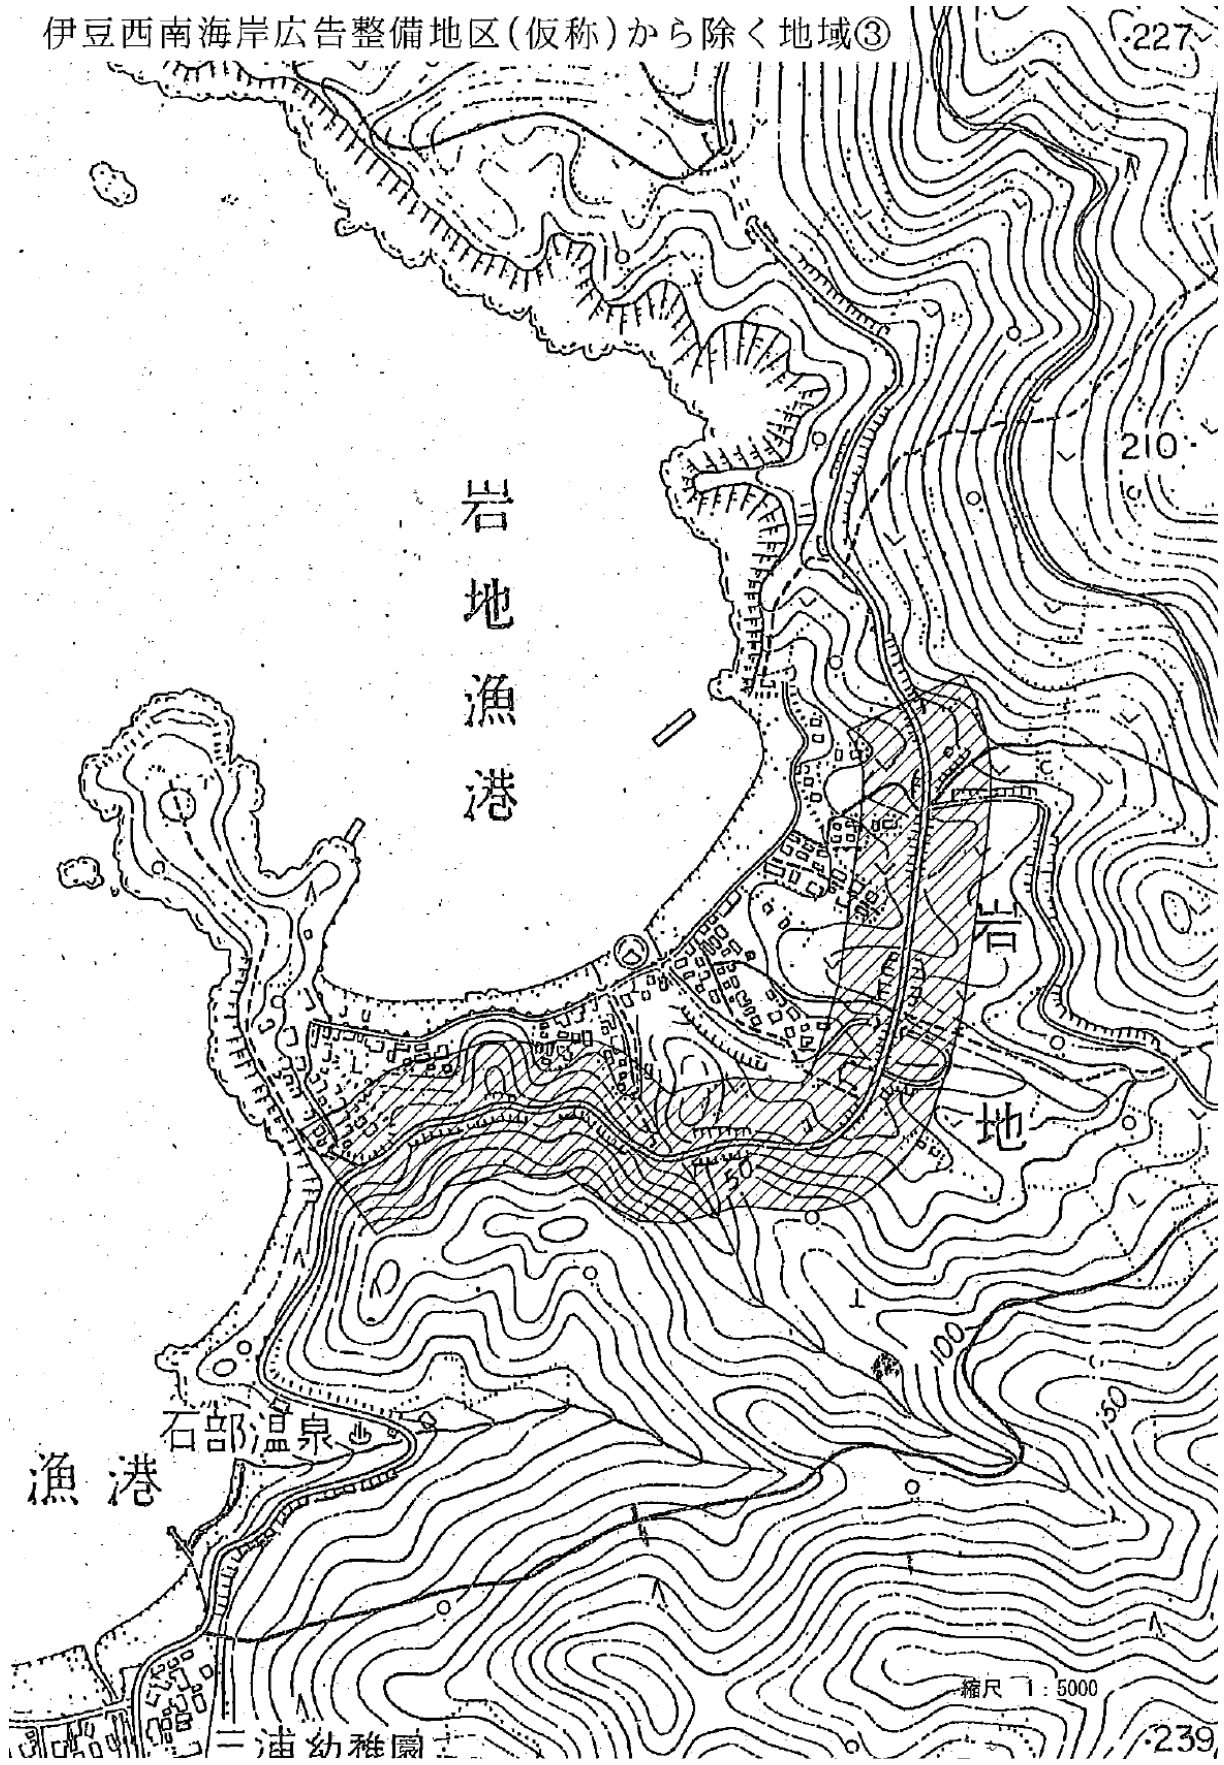 伊豆西南海岸広告整備地区(仮称)から除く地域③
227
210
岩地漁港
岩地
50
100
150
石部温泉
漁港
縮尺 1:5000
三浦幼稚園
239